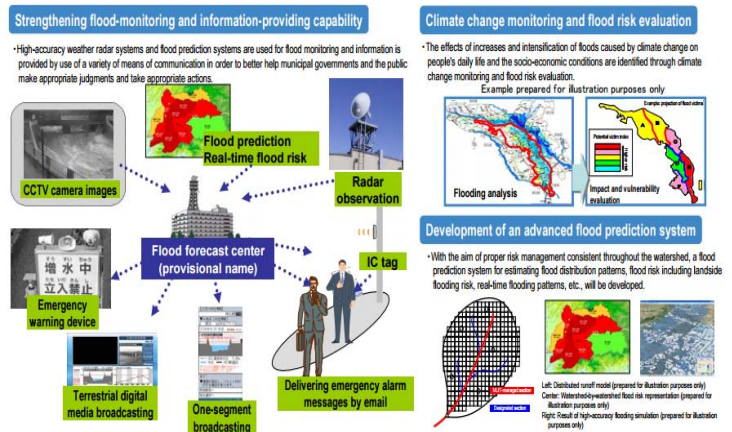 Strengthening flood-monitoring and information-providing capability
・High-accuracy weather radar systems and flood prediction systems are used for flood monitoring and information is
provided by use of a variety of means of communication in order to better help municipal governments and the public
make appropriate judgments and take appropriate actions.
CCTV camera images
Flood prediction
Real-time flood risk
Radar
observation
Flood forecast center
(provisional name)
IC tag
増水中
立入禁止
Emergency
warning device
Terrestrial digital
media broadcasting
One-segment
broadcasting
Delivering emergency alarm
messages by email
Climate change monitoring and flood risk evaluation
・The effects of increases and intensification of floods caused by climate change on
people's daily life and the socio-economic conditions are identified through climate
change monitoring and flood risk evaluation.
Example prepared for illustration purposes only
Flooding analysis
Example: projection of flood victims
Potential victim index
A
B
Impact and vulnerability
evaluation
Development of an advanced flood prediction system
・With the aim of proper risk management consistent throughout the watershed, a flood
prediction system for estimating flood distribution patterns, flood risk including landside
flooding risk, real-time flooding patterns, etc., will be developed.
MLIT-managed section
Designated section
Left: Distributed runoff model (prepared for illustration purposes only)
Center: Watershed-by-watershed flood risk representation (prepared for
illustration purposes only)
Right: Result of high-accuracy flooding simulation (prepared for illustration
purposes only)